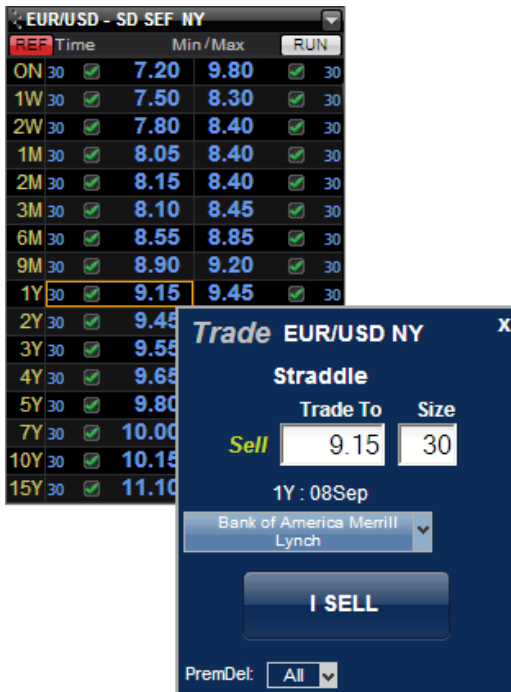 EUR/USD - SD SEF NY
REF Time Min/Max RUN
ON 30 7.20 9.80 30
1W 30 7.50 8.30 30
2W 30 7.80 8.40 30
1M 30 8.05 8.40 30
2M 30 8.15 8.40 30
3M 30 8.10 8.45 30
6M 30 8.55 8.85 30
9M 30 8.90 9.20 30
1Y 30 9.15 9.45 30
2Y 30 9.45
3Y 30 9.55
4Y 30 9.65
5Y 30 9.80
7Y 30 10.00
10Y 30 10.15
15Y 30 11.10
Trade EUR/USD NY x
Straddle
Trade To Size
Sell 9.15 30
1Y : 08Sep
Bank of America Merrill
Lynch
I SELL
PremDel: All